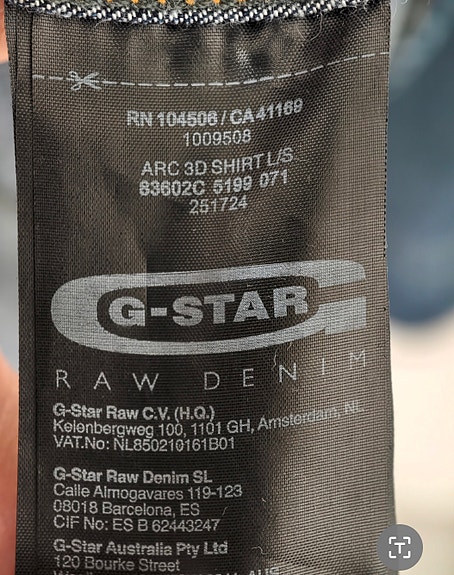 RN 104506 / CA 41169
1009508
ARC 3D SHIRT L/S
83602C 5199 071
251724
G-STAR
RAW DENIM
G-Star Raw C.V. (H.Q.)
Kelenbergweg 100, 1101 GH, Amsterdam, NL
VAT.No: NL850210161B01
G-Star Raw Denim SL
Calle Almogavares 119-123
08018 Barcelona, ES
CIF No: ES B 62443247
G-Star Australia Pty Ltd
120 Bourke Street